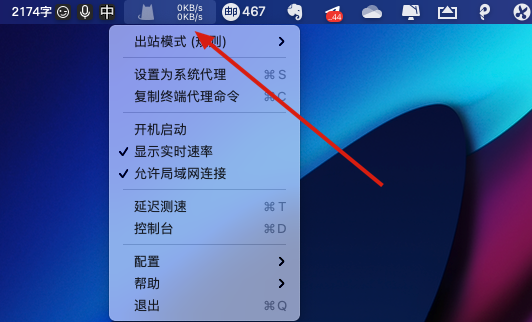 2174字 中 0KB/s 邮 467 44
0KB/s
出站模式 (规则)
设置为系统代理 ⌘ S
复制终端代理命令 ⌘ C
开机启动
显示实时速率
允许局域网连接
延迟测速 ⌘ T
控制台 ⌘ D
配置
帮助
退出 ⌘ Q